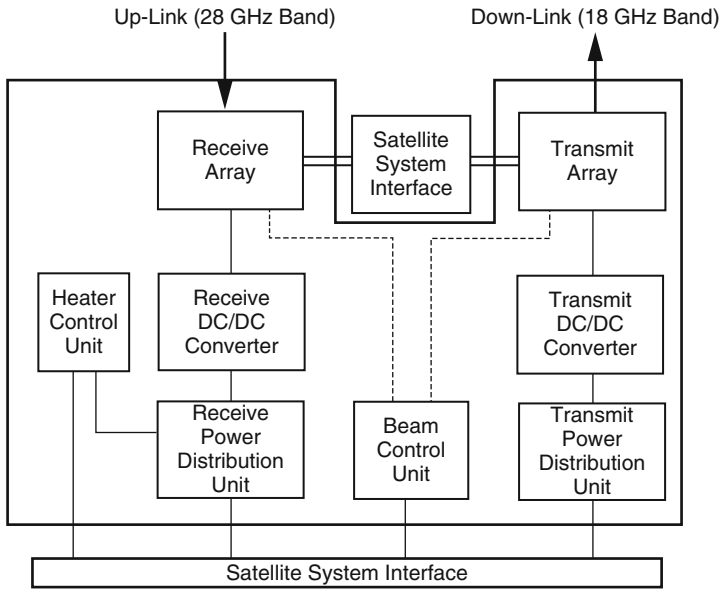 Up-Link (28 GHz Band)
Down-Link (18 GHz Band)
Receive
Array
Satellite
System
Interface
Transmit
Array
Heater
Control
Unit
Receive
DC/DC
Converter
Transmit
DC/DC
Converter
Receive
Power
Distribution
Unit
Beam
Control
Unit
Transmit
Power
Distribution
Unit
Satellite System Interface